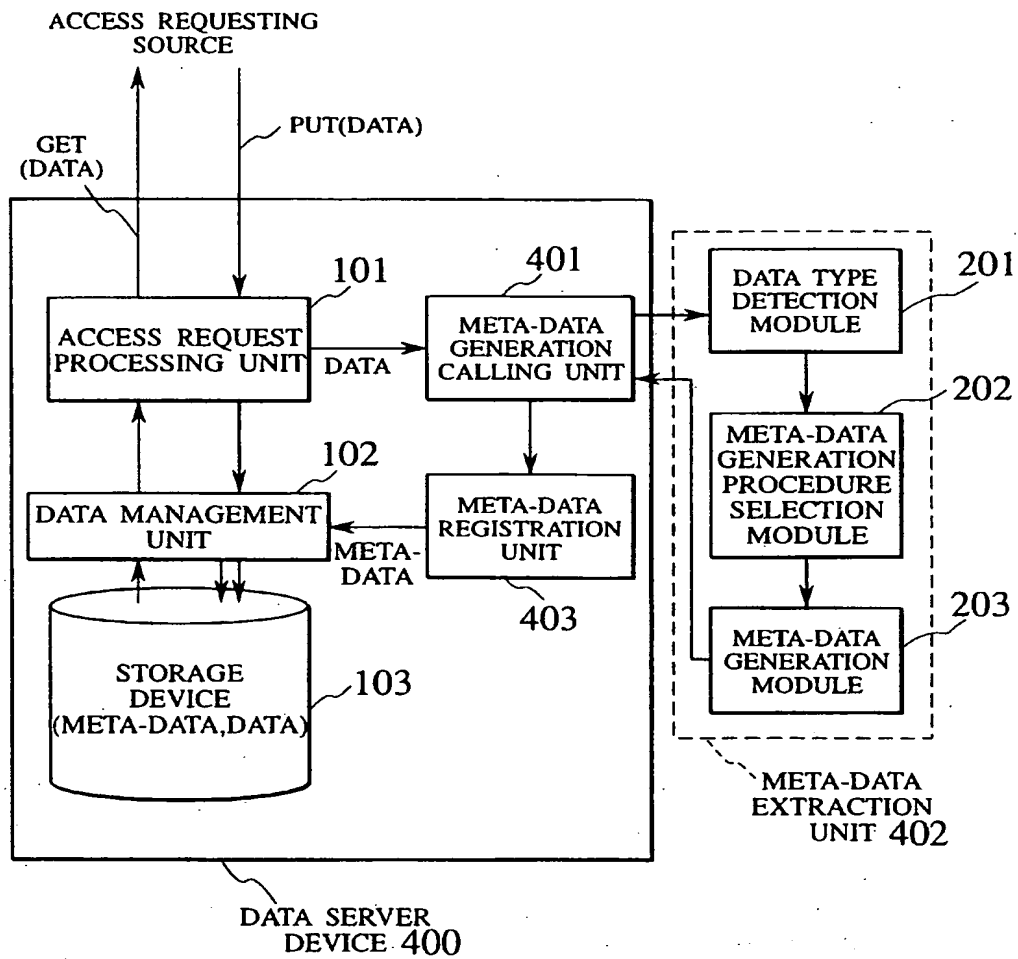 ACCESS REQUESTING
SOURCE
GET
(DATA)
PUT(DATA)
101
ACCESS REQUEST
PROCESSING UNIT
DATA
401
META-DATA
GENERATION
CALLING UNIT
201
DATA TYPE
DETECTION
MODULE
202
META-DATA
GENERATION
PROCEDURE
SELECTION
MODULE
102
DATA MANAGEMENT
UNIT
META-
DATA
META-DATA
REGISTRATION
UNIT
403
203
META-DATA
GENERATION
MODULE
STORAGE
DEVICE
(META-DATA,DATA)
103
META-DATA
EXTRACTION
UNIT 402
DATA SERVER
DEVICE 400